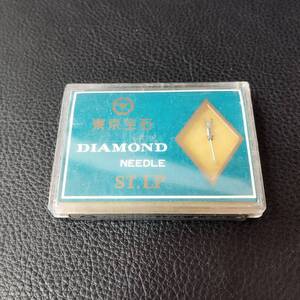 東京宝石
DIAMOND
NEEDLE
ST.LP